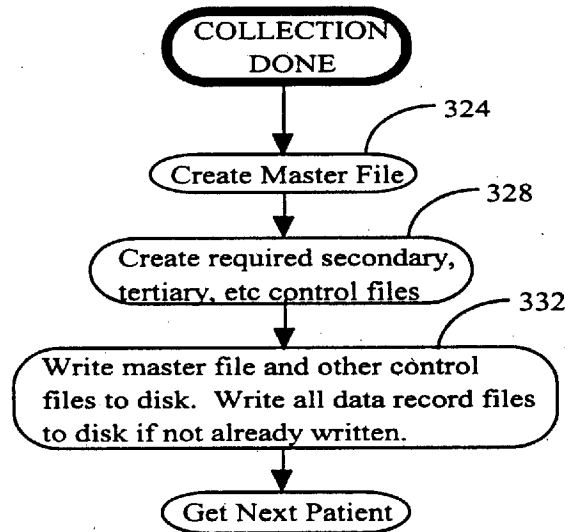 COLLECTION
DONE
324
Create Master File
328
Create required secondary,
tertiary, etc control files
332
Write master file and other control
files to disk. Write all data record files
to disk if not already written.
Get Next Patient